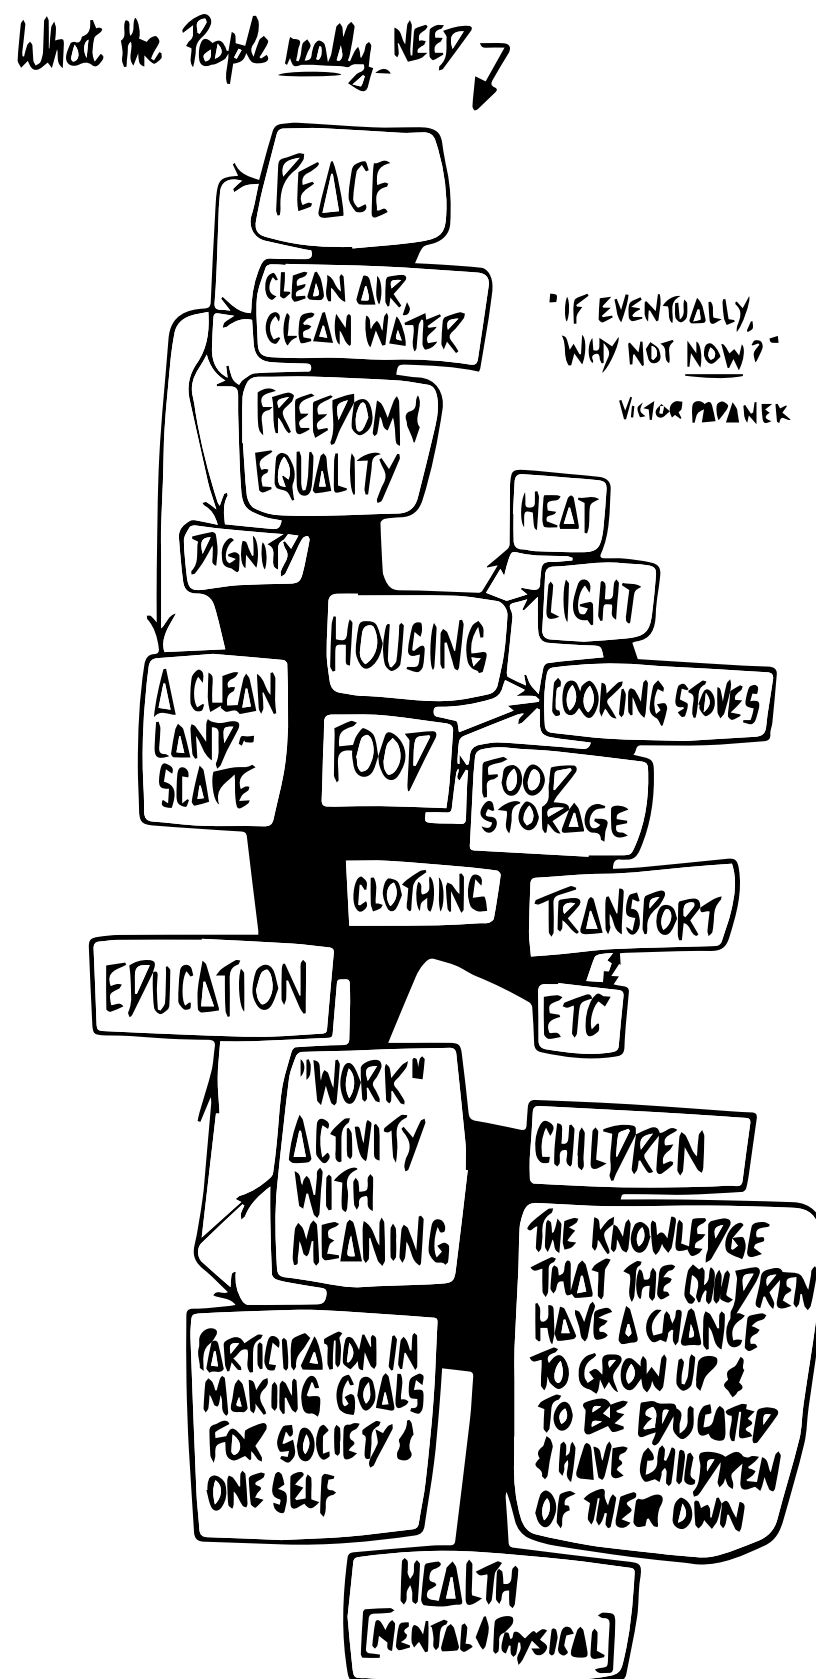 What the People really NEED
PEACE
CLEAN AIR,
CLEAN WATER
"IF EVENTUALLY,
WHY NOT NOW?"
VICTOR PAPANEK
FREEDOM &
EQUALITY
DIGNITY
HEAT
LIGHT
HOUSING
COOKING STOVES
A CLEAN
LAND-
SCAPE
FOOD
FOOD
STORAGE
CLOTHING
TRANSPORT
EDUCATION
ETC
"WORK"
ACTIVITY
WITH
MEANING
CHILDREN
THE KNOWLEDGE
THAT THE CHILDREN
HAVE A CHANCE
TO GROW UP &
TO BE EDUCATED
& HAVE CHILDREN
OF THEIR OWN
PARTICIPATION IN
MAKING GOALS
FOR SOCIETY &
ONE SELF
HEALTH
[MENTAL & PHYSICAL]